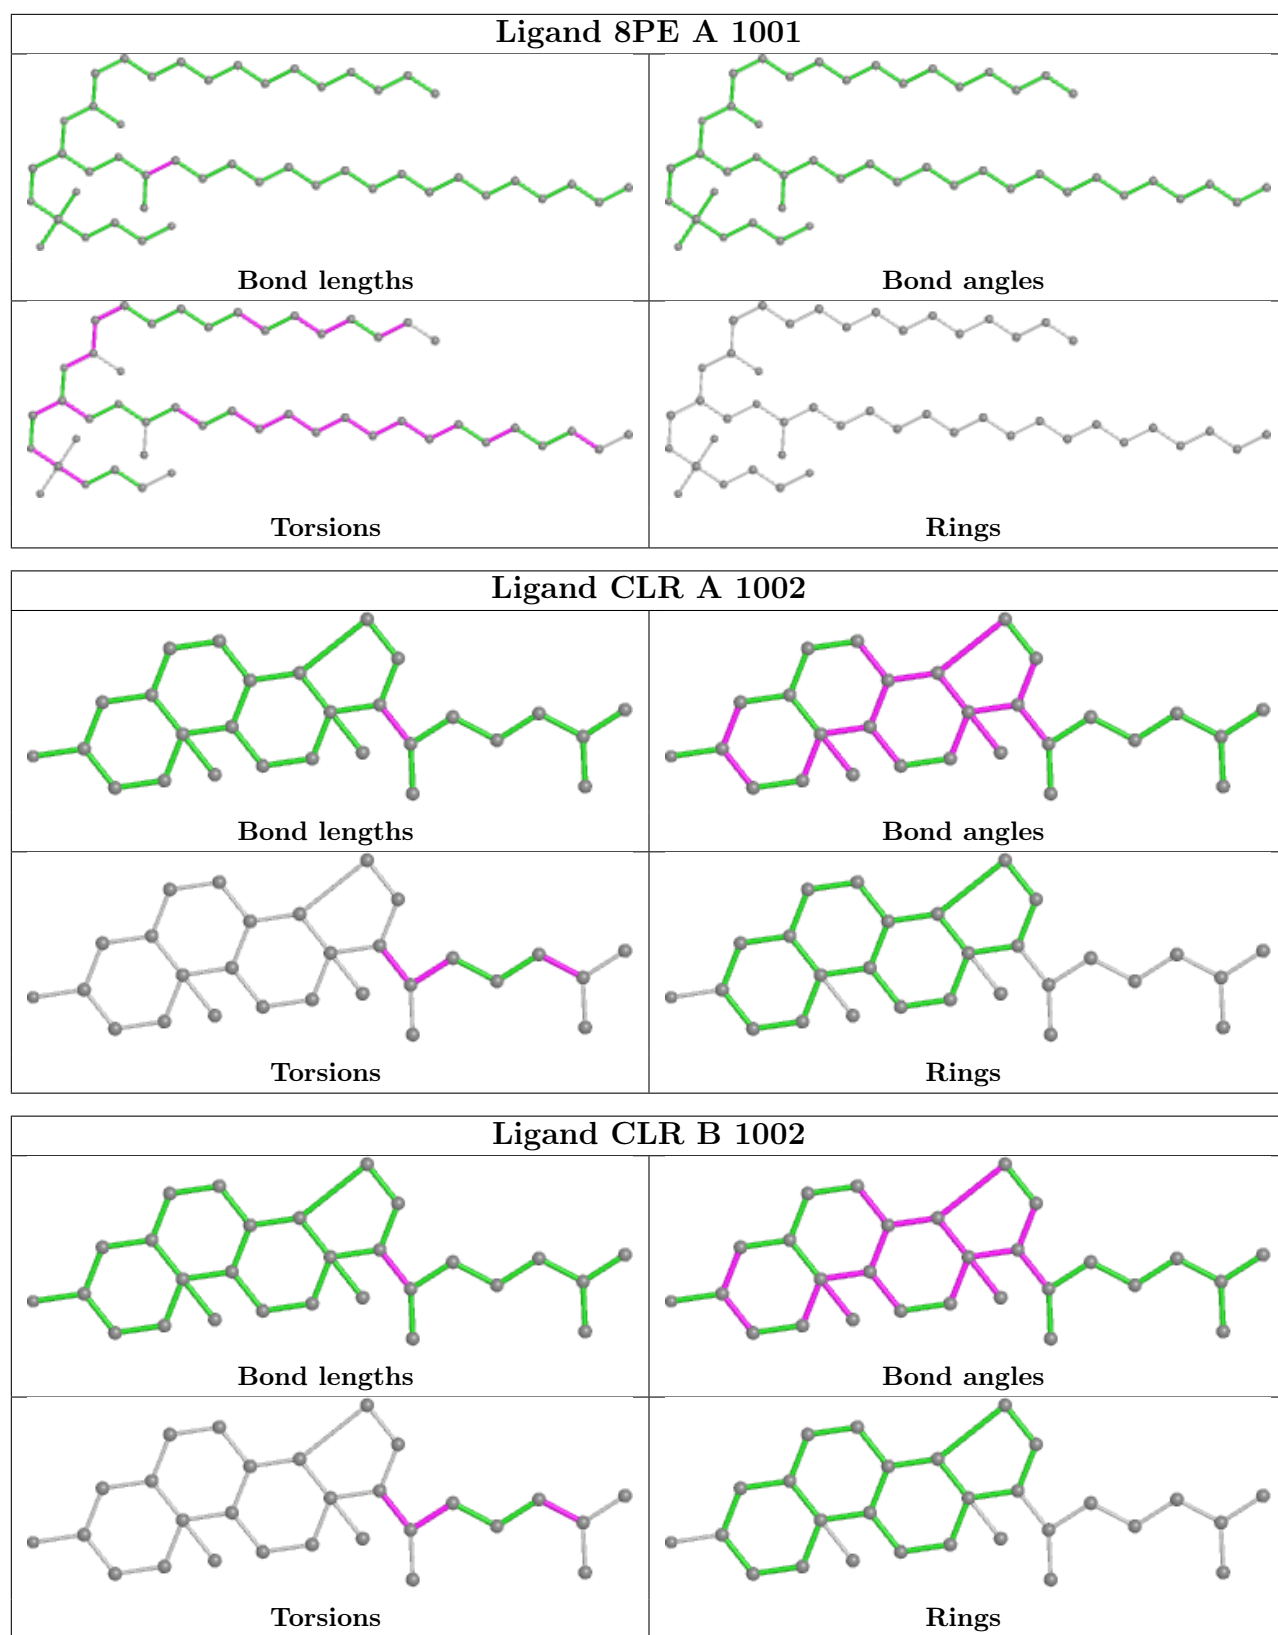 Ligand 8PE A 1001
Bond lengths
Bond angles
Torsions
Rings
Ligand CLR A 1002
Bond lengths
Bond angles
Torsions
Rings
Ligand CLR B 1002
Bond lengths
Bond angles
Torsions
Rings